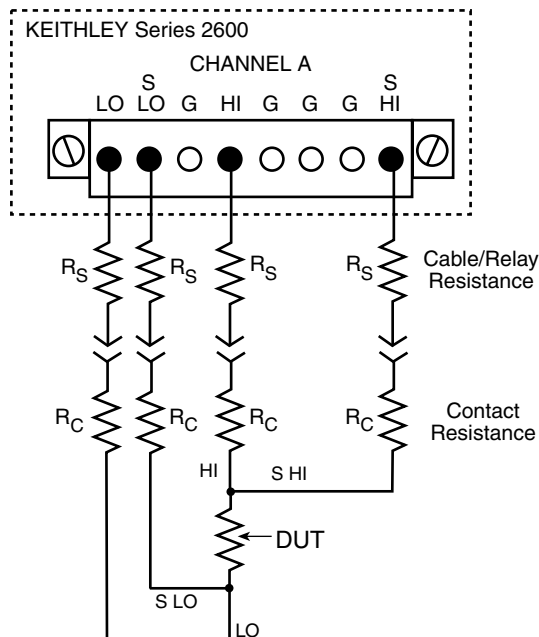 KEITHLEY Series 2600
CHANNEL A
LO S LO G HI G G G S HI
RS RS RS RS Cable/Relay Resistance
RC RC RC RC Contact Resistance
HI S HI
DUT
S LO
LO